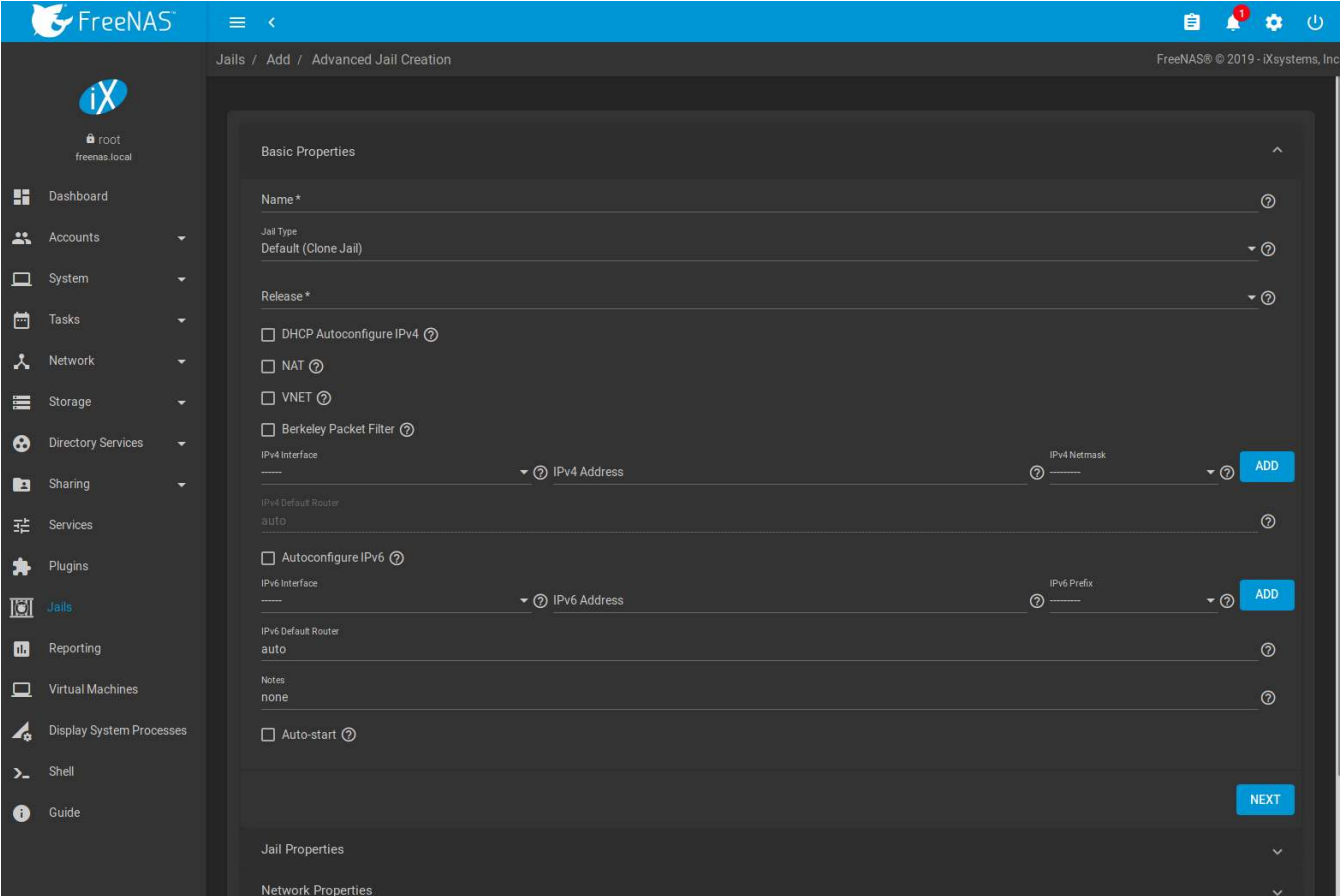 FreeNAS™
1
Jails / Add / Advanced Jail Creation
FreeNAS® © 2019 - iXsystems, Inc
iX
root
freenas.local
Dashboard
Accounts
System
Tasks
Network
Storage
Directory Services
Sharing
Services
Plugins
Jails
Reporting
Virtual Machines
Display System Processes
Shell
Guide
Basic Properties
Name *
Jail Type
Default (Clone Jail)
Release *
DHCP Autoconfigure IPv4
NAT
VNET
Berkeley Packet Filter
IPv4 Interface
------
IPv4 Address
IPv4 Netmask
--------
ADD
IPv4 Default Router
auto
Autoconfigure IPv6
IPv6 Interface
------
IPv6 Address
IPv6 Prefix
--------
ADD
IPv6 Default Router
auto
Notes
none
Auto-start
NEXT
Jail Properties
Network Properties